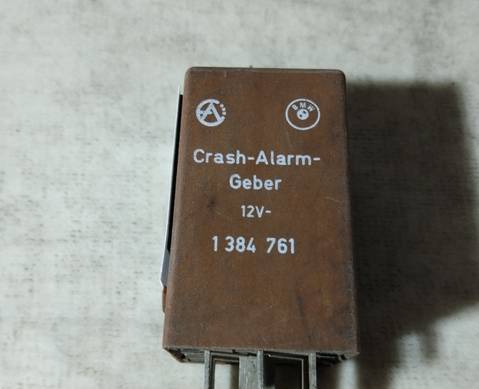 BMW
Crash-Alarm-
Geber
12V-
1 384 761